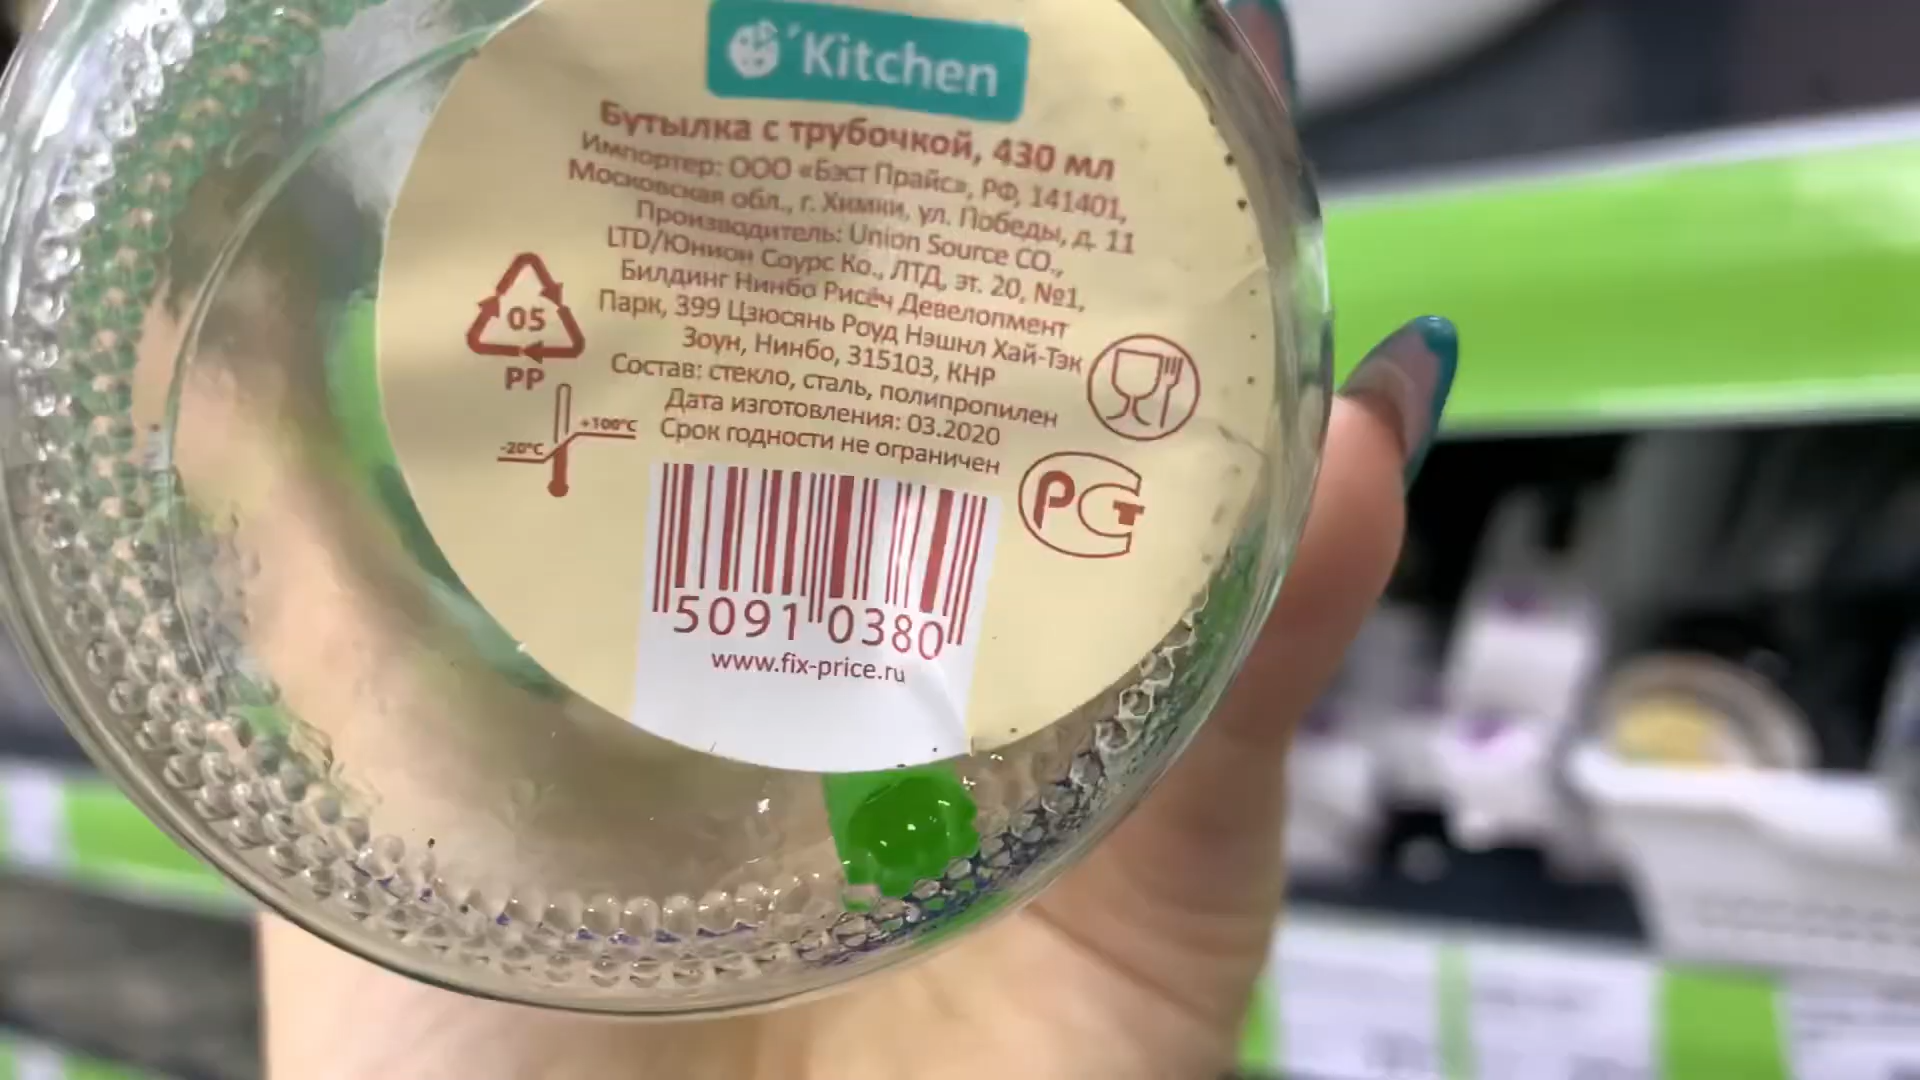 'Kitchen
Бутылка с трубочкой, 430 мл
Импортер: ООО «Бэст Прайс», РФ, 141401,
Московская обл., г. Химки, ул. Победы, д. 11
Производитель: Union Source CO.,
LTD/Юнион Соурс Ко., ЛТД, эт. 20, №1,
Билдинг Нинбо Рисёч Девелопмент
Парк, 399 Цзюсянь Роуд Нэшнл Хай-Тэк
Зоун, Нинбо, 315103, КНР
Состав: стекло, сталь, полипропилен
Дата изготовления: 03.2020
Срок годности не ограничен
05
PP
+100°C
-20°C
РСТ
5091 0380
www.fix-price.ru